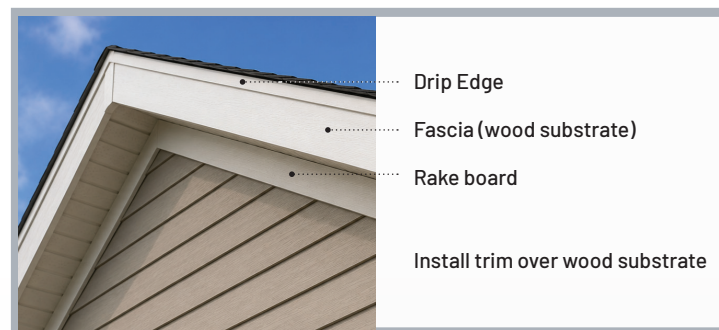 Drip Edge
Fascia (wood substrate)
Rake board
Install trim over wood substrate